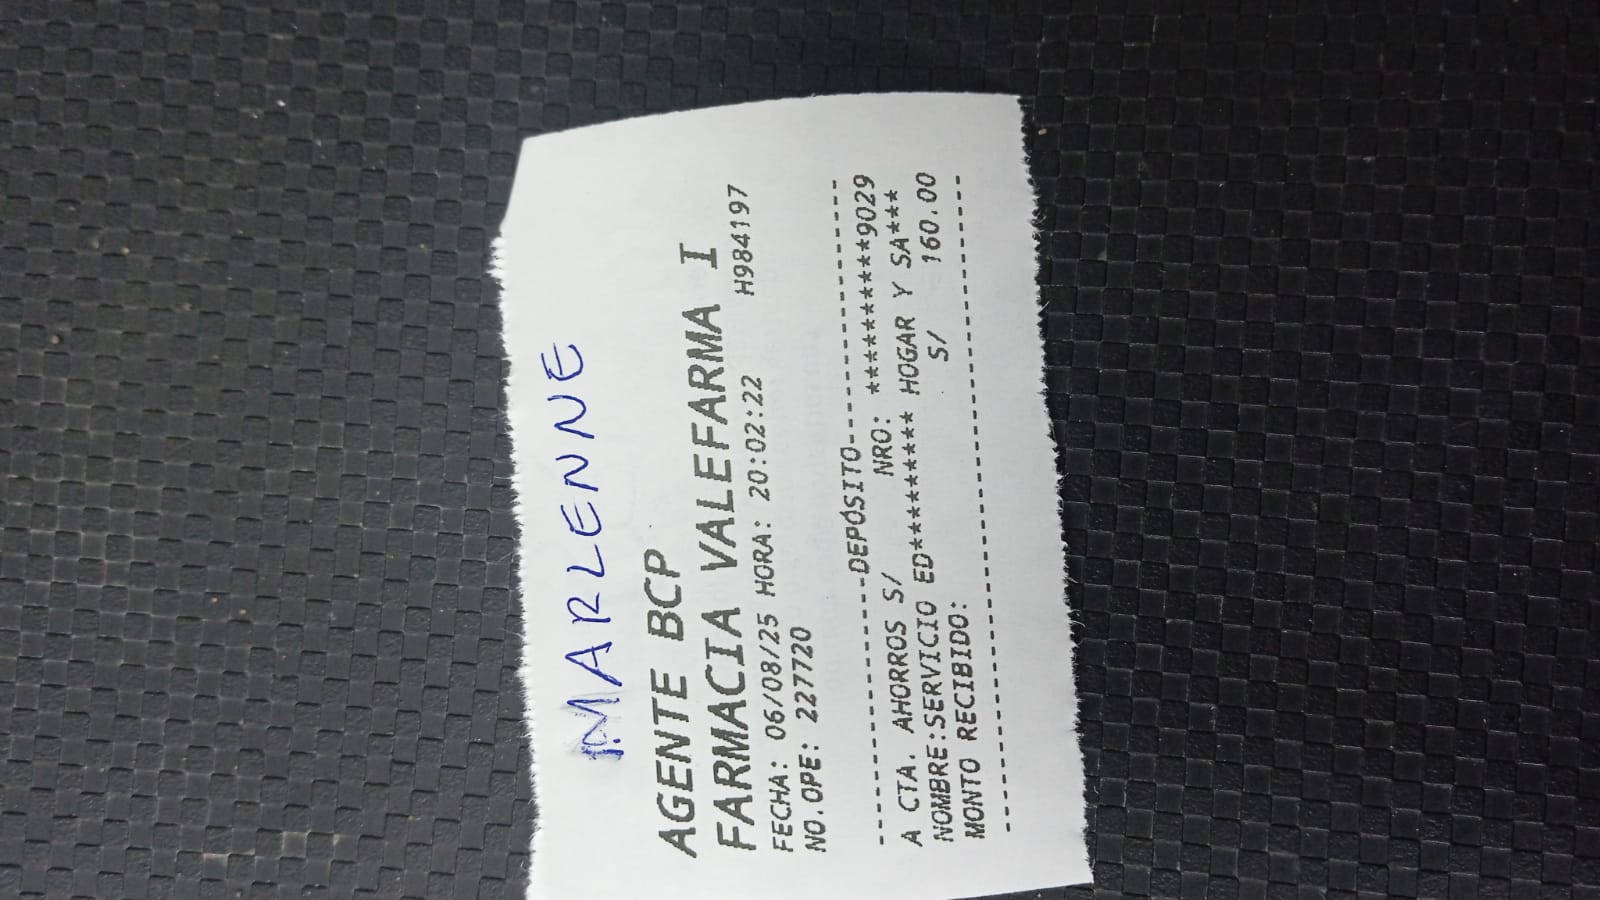 MARLENNE
AGENTE BCP
FARMACIA VALEFARMA I
FECHA: 06/08/25 HORA: 20:02:22 H984197
NO.OPE: 227720
--------------------DEPÓSITO--------------------
A CTA. AHORROS S/ NRO: ***********9029
NOMBRE:SERVICIO ED********** HOGAR Y SA***
MONTO RECIBIDO: S/ 160.00
------------------------------------------------